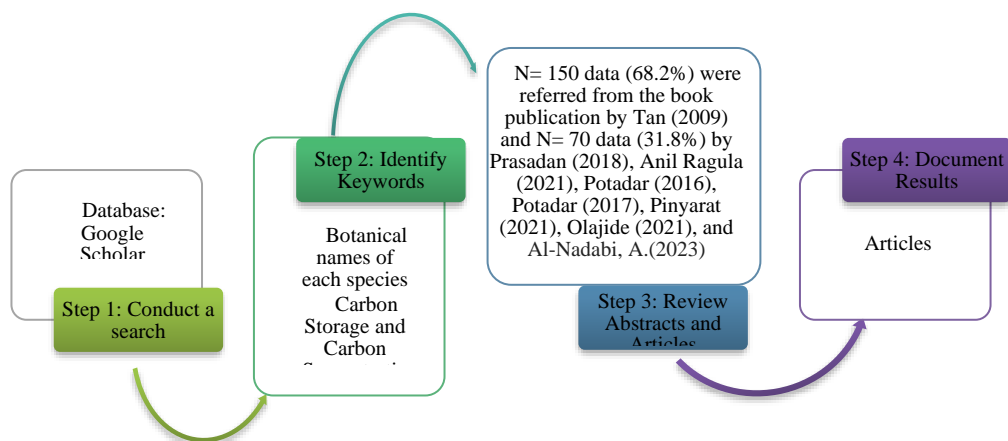 Database:
Google
Scholar
Step 1: Conduct a
search
Step 2: Identify
Keywords
Botanical
names of
each species
Carbon
Storage and
Carbon
N= 150 data (68.2%) were
referred from the book
publication by Tan (2009)
and N= 70 data (31.8%) by
Prasadan (2018), Anil Ragula
(2021), Potadar (2016),
Potadar (2017), Pinyarat
(2021), Olajide (2021), and
Al-Nadabi, A.(2023)
Step 3: Review
Abstracts and
Articles
Step 4: Document
Results
Articles